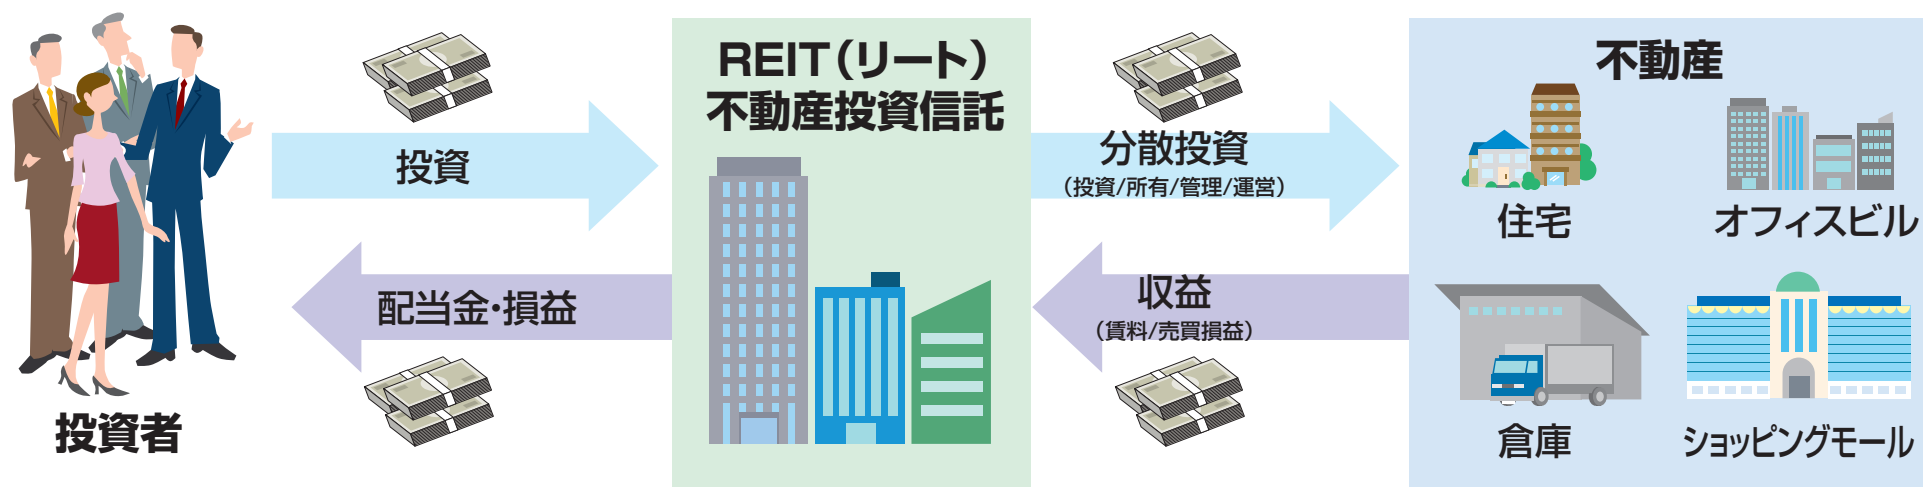 投資者
投資
配当金・損益
REIT（リート）
不動産投資信託
分散投資
（投資/所有/管理/運営）
収益
（賃料/売買損益）
不動産
住宅
オフィスビル
倉庫
ショッピングモール